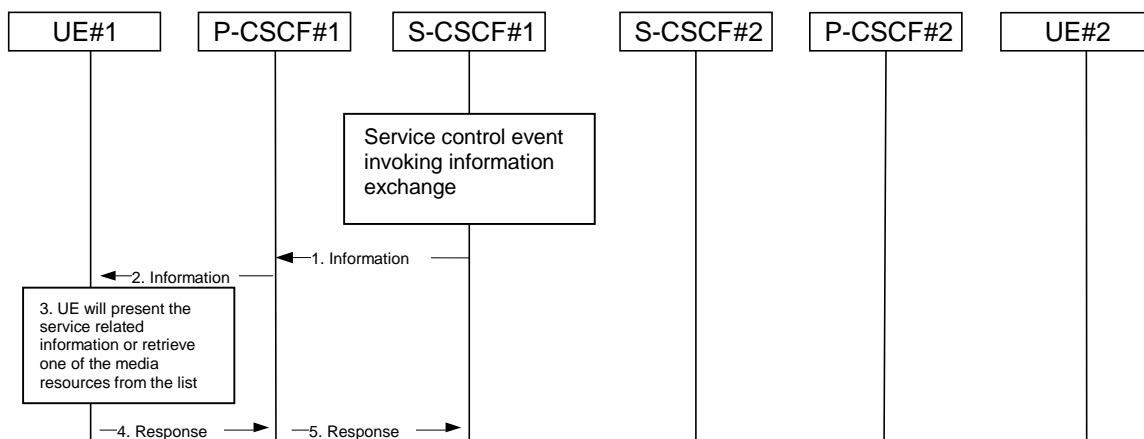 UE#1
P-CSCF#1
S-CSCF#1
S-CSCF#2
P-CSCF#2
UE#2
Service control event
invoking information
exchange
1. Information
2. Information
3. UE will present the
service related
information or retrieve
one of the media
resources from the list
4. Response
5. Response